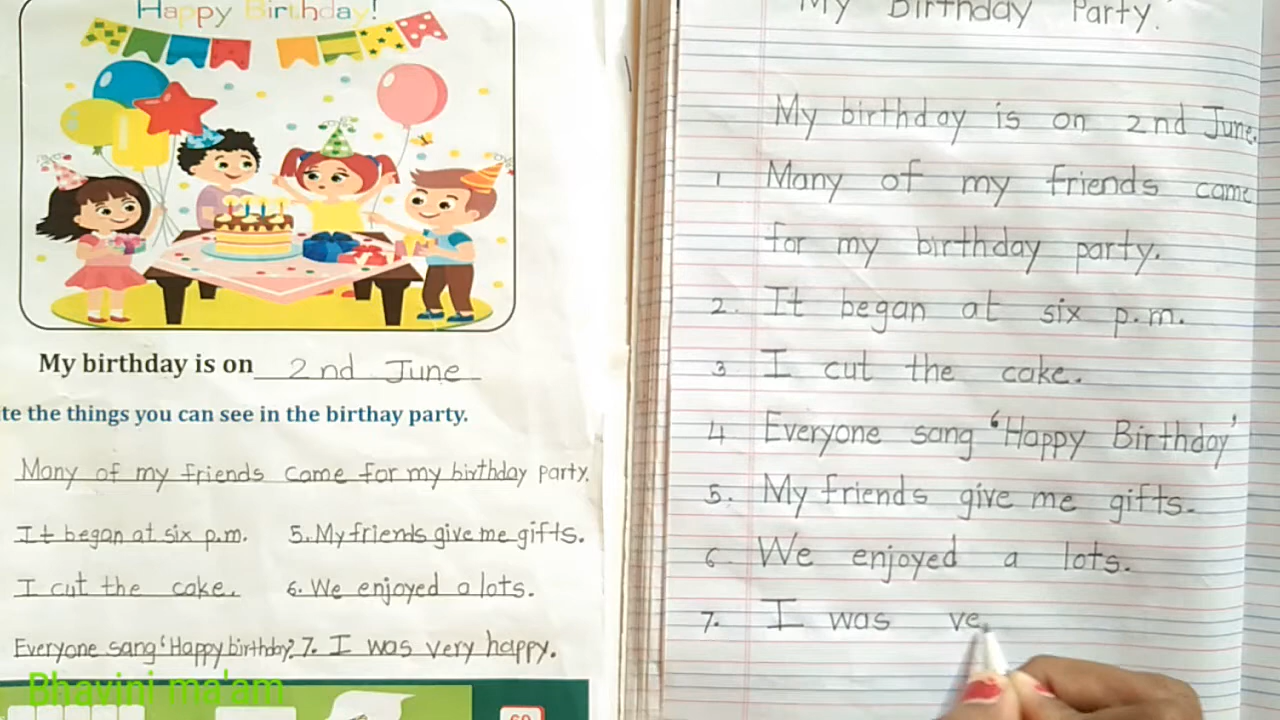 Happy Birthday!
My birthday is on 2nd June
te the things you can see in the birthay party.
Many of my friends came for my birthday party.
It began at six p.m. 5. My friends give me gifts.
I cut the cake. 6. We enjoyed a lots.
Everyone sang 'Happy birthday'. 7. I was very happy.
Bhavini ma'am
My Birthday Party.
My birthday is on 2nd June.
1 Many of my friends came
for my birthday party.
2. It began at six p.m.
3 I cut the cake.
4 Everyone sang 'Happy Birthday'
5. My friends give me gifts.
6 We enjoyed a lots.
7. I was ve